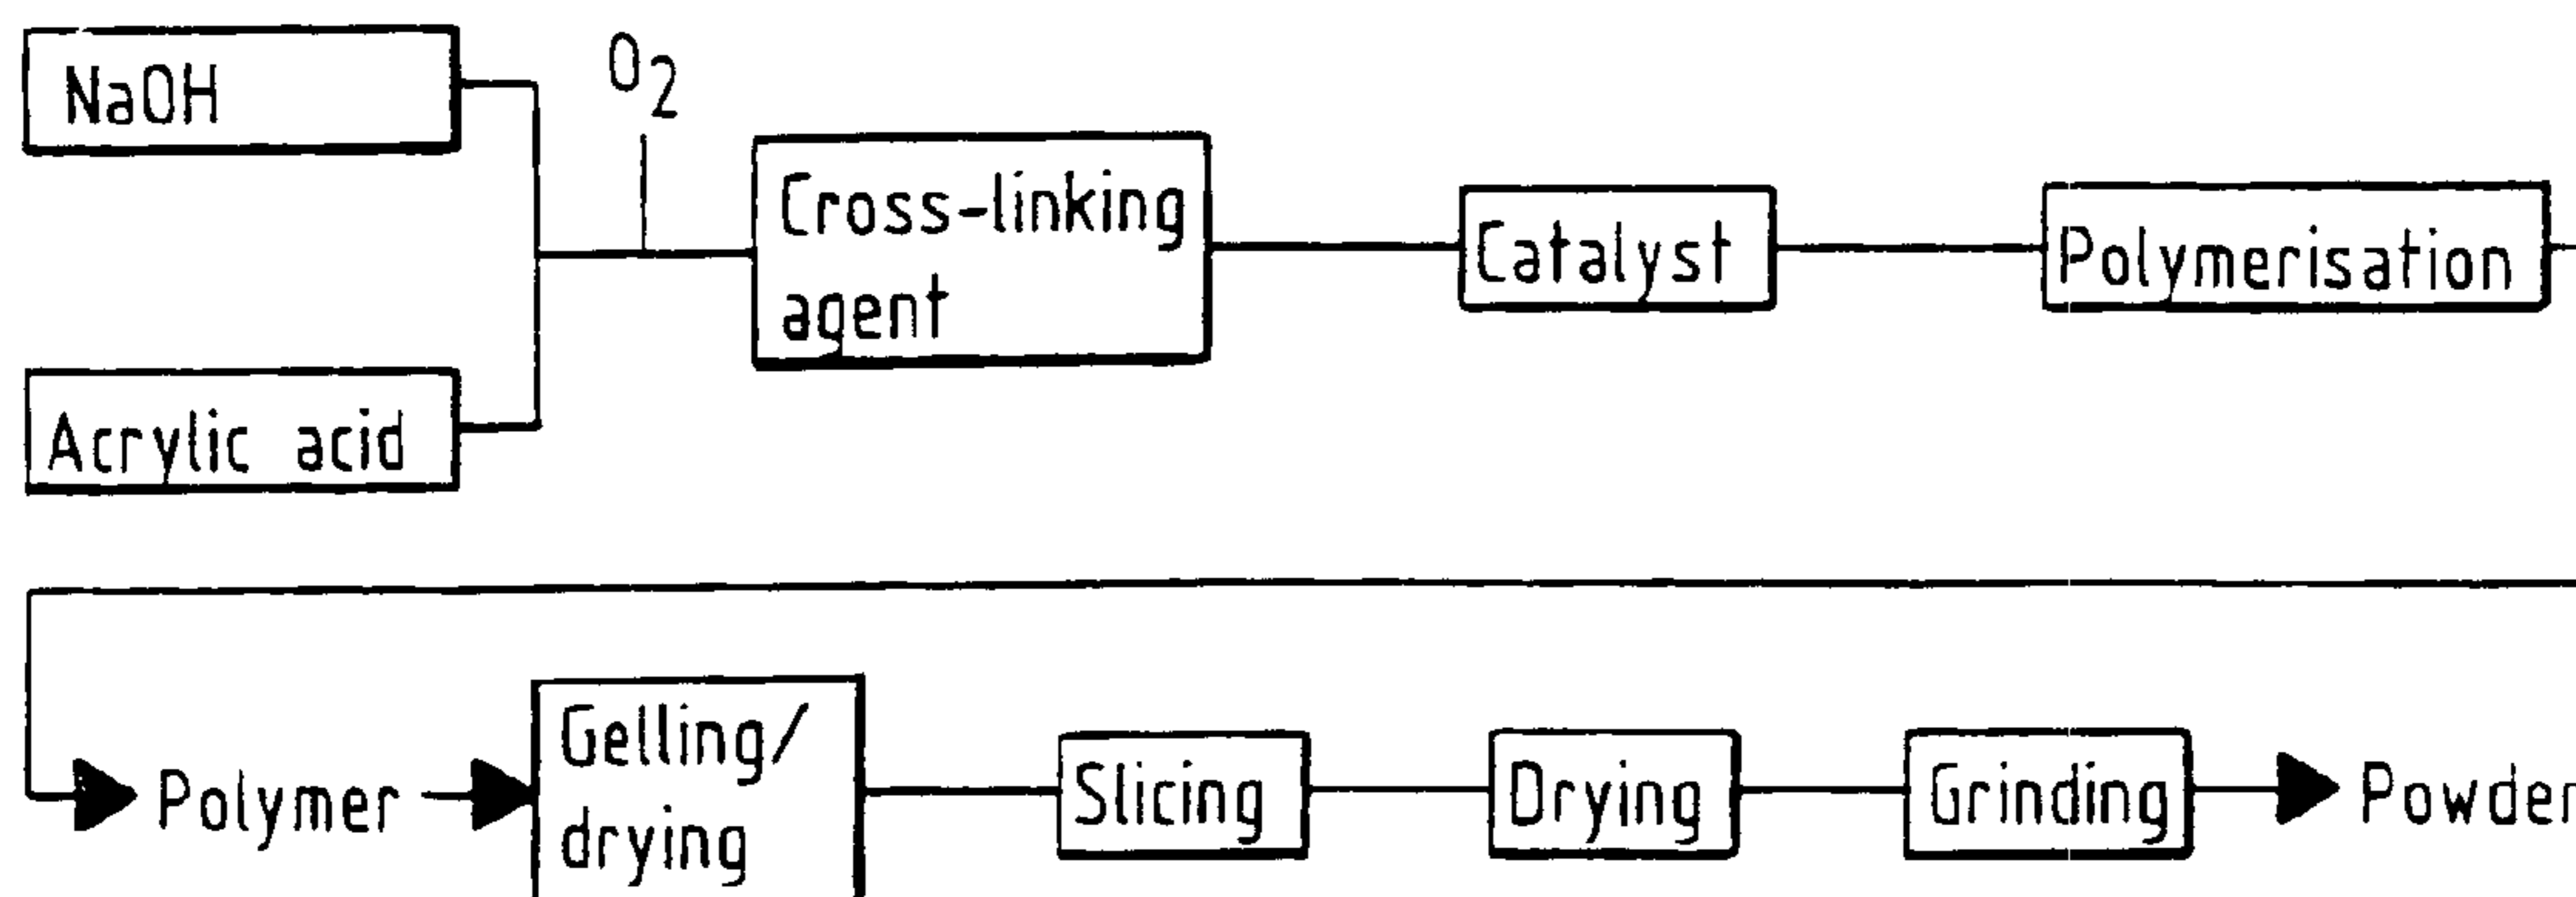 NaOH
O2
Cross-linking
agent
Catalyst
Polymerisation
Acrylic acid
Polymer
Gelling/
drying
Slicing
Drying
Grinding
Powder